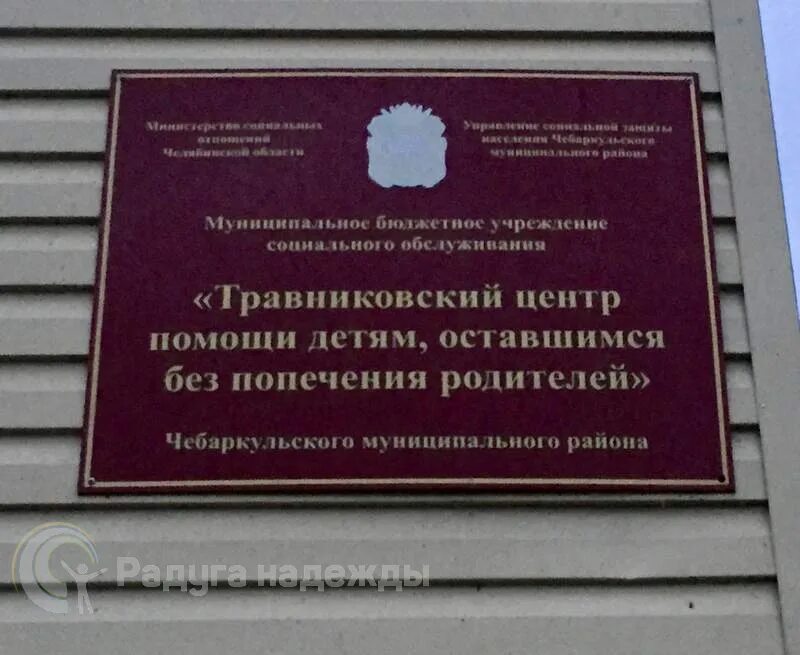 Министерство социальных
отношений
Челябинской области
Управление социальной защиты
населения Чебаркульского
муниципального района
Муниципальное бюджетное учреждение
социального обслуживания
«Травниковский центр
помощи детям, оставшимся
без попечения родителей»
Чебаркульского муниципального района
Радуга надежды